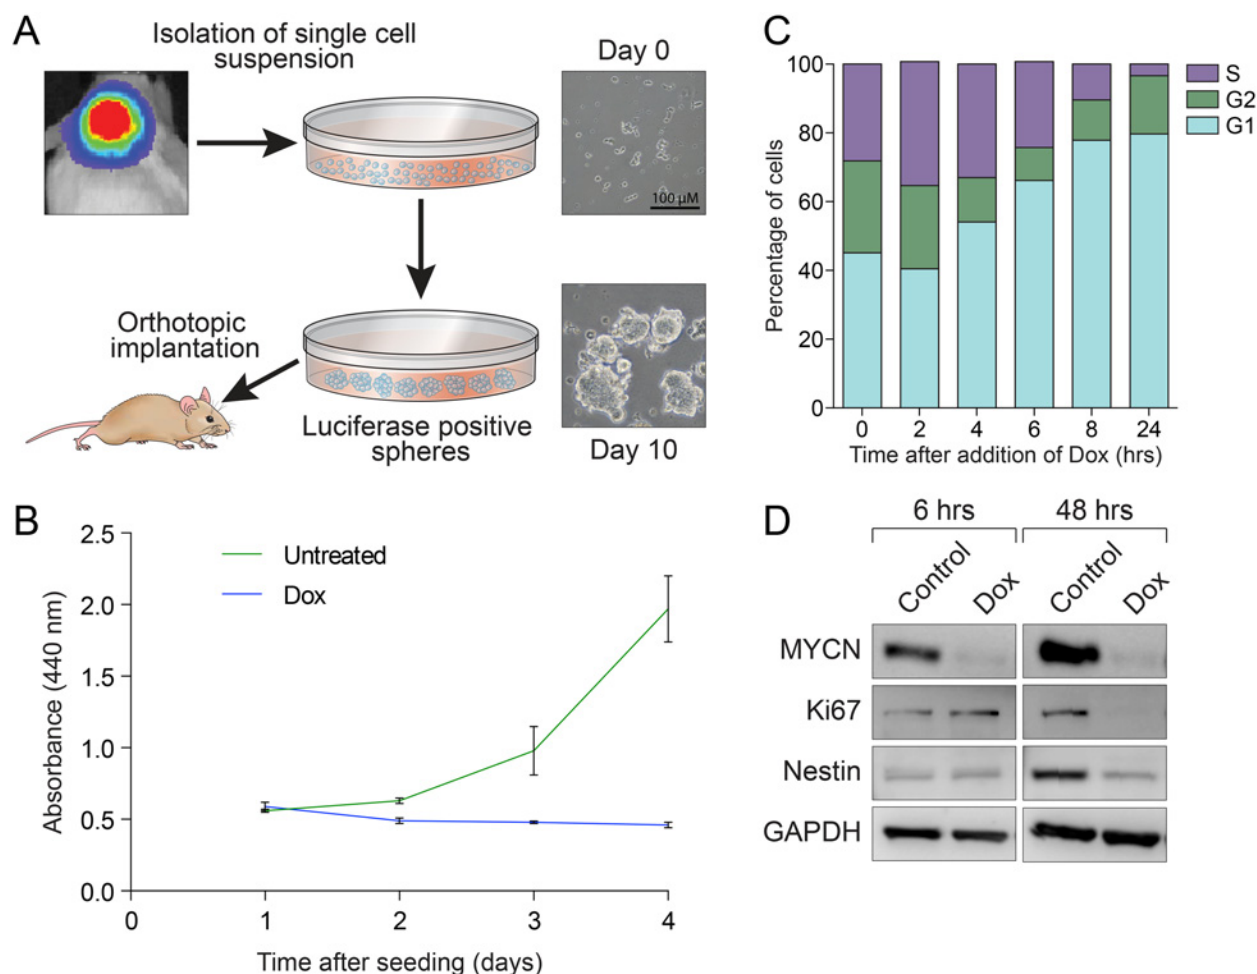 A
Isolation of single cell
suspension
Day 0
100 µM
Orthotopic
implantation
Luciferase positive
spheres
Day 10
B
2.5
2.0
1.5
1.0
0.5
0.0
Absorbance (440 nm)
Untreated
Dox
0 1 2 3 4
Time after seeding (days)
C
100
80
60
40
20
0
Percentage of cells
S
G2
G1
0 2 4 6 8 24
Time after addition of Dox (hrs)
D
6 hrs 48 hrs
Control Dox Control Dox
MYCN
Ki67
Nestin
GAPDH